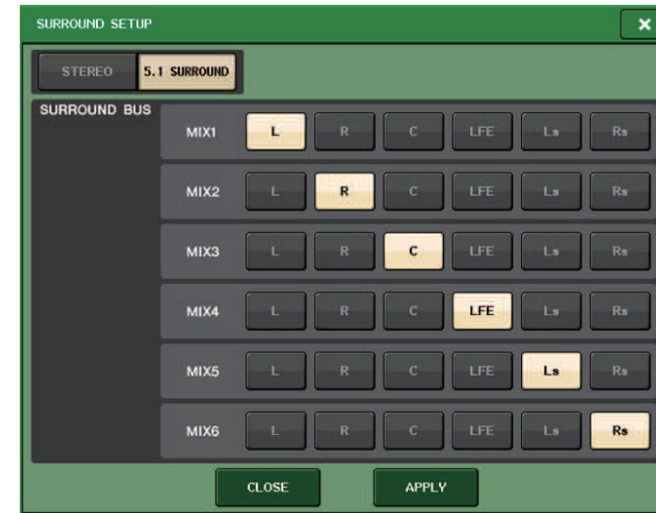 SURROUND SETUP ×
STEREO 5.1 SURROUND
SURROUND BUS
MIX1 L R C LFE Ls Rs
MIX2 L R C LFE Ls Rs
MIX3 L R C LFE Ls Rs
MIX4 L R C LFE Ls Rs
MIX5 L R C LFE Ls Rs
MIX6 L R C LFE Ls Rs
CLOSE APPLY